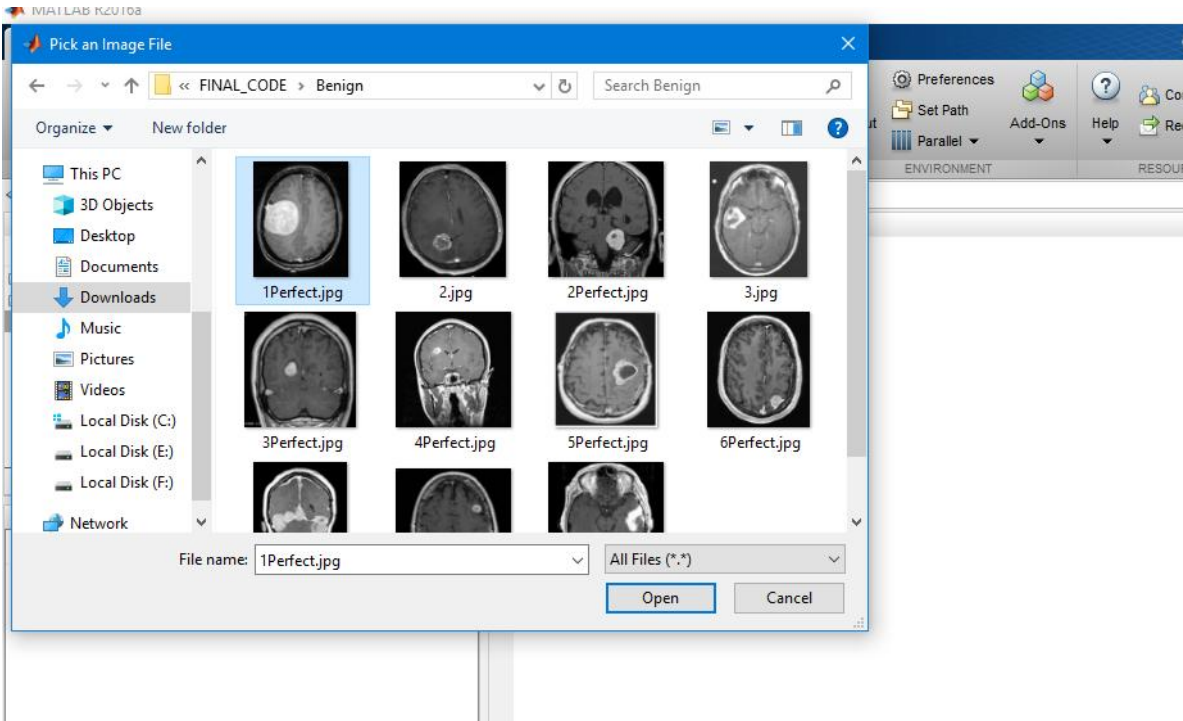 MATLAB R2016a
Pick an Image File
« FINAL_CODE › Benign
Search Benign
Organize
New folder
This PC
3D Objects
Desktop
Documents
Downloads
Music
Pictures
Videos
Local Disk (C:)
Local Disk (E:)
Local Disk (F:)
Network
1Perfect.jpg
2.jpg
2Perfect.jpg
3.jpg
3Perfect.jpg
4Perfect.jpg
5Perfect.jpg
6Perfect.jpg
File name: 1Perfect.jpg
All Files (*.*)
Open
Cancel
Preferences
Set Path
Parallel
Add-Ons
Help
ENVIRONMENT